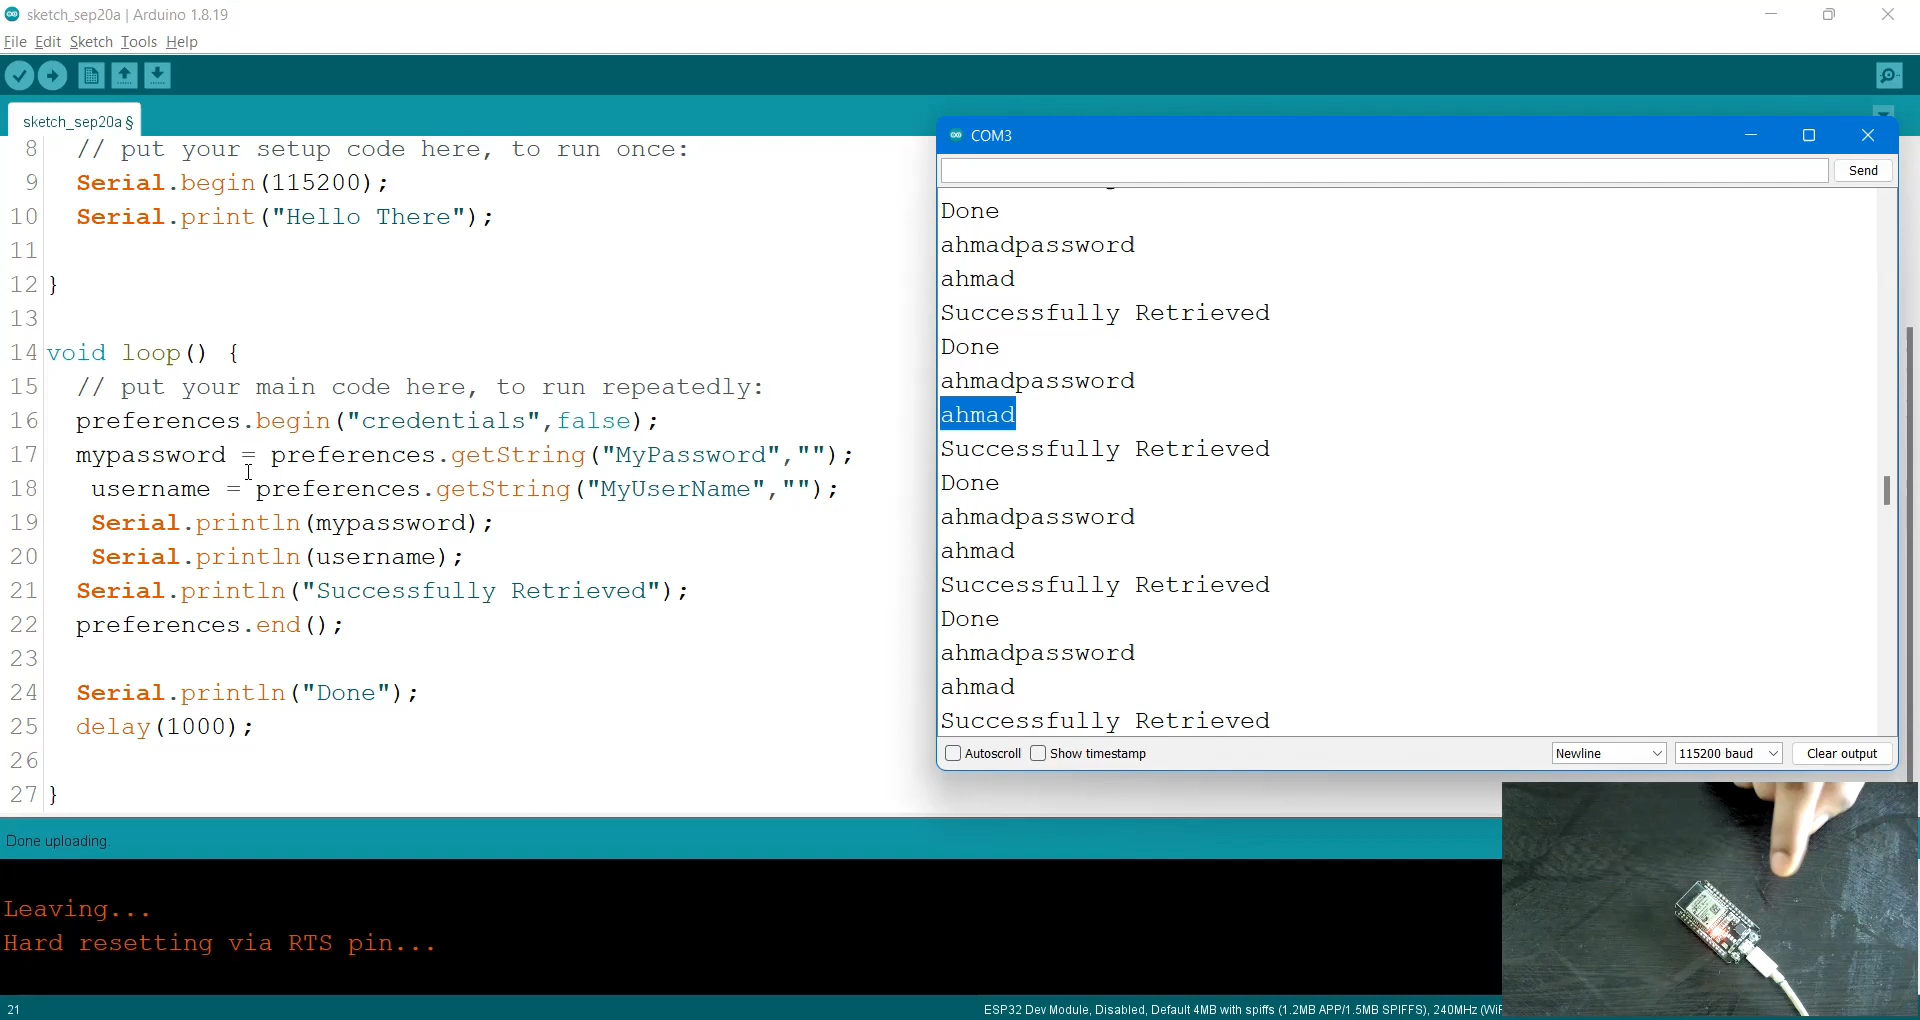 sketch_sep20a | Arduino 1.8.19
File Edit Sketch Tools Help
sketch_sep20a §
8 // put your setup code here, to run once:
9 Serial.begin(115200);
10 Serial.print("Hello There");
11
12 }
13
14 void loop() {
15 // put your main code here, to run repeatedly:
16 preferences.begin("credentials",false);
17 mypassword = preferences.getString("MyPassword","");
18 username = preferences.getString("MyUserName","");
19 Serial.println(mypassword);
20 Serial.println(username);
21 Serial.println("Successfully Retrieved");
22 preferences.end();
23
24 Serial.println("Done");
25 delay(1000);
26
27 }
COM3
Send
Done
ahmadpassword
ahmad
Successfully Retrieved
Done
ahmadpassword
ahmad
Successfully Retrieved
Done
ahmadpassword
ahmad
Successfully Retrieved
Done
ahmadpassword
ahmad
Successfully Retrieved
Autoscroll Show timestamp Newline 115200 baud Clear output
Done uploading.
Leaving...
Hard resetting via RTS pin...
21 ESP32 Dev Module, Disabled, Default 4MB with spiffs (1.2MB APP/1.5MB SPIFFS), 240MHz (WiF